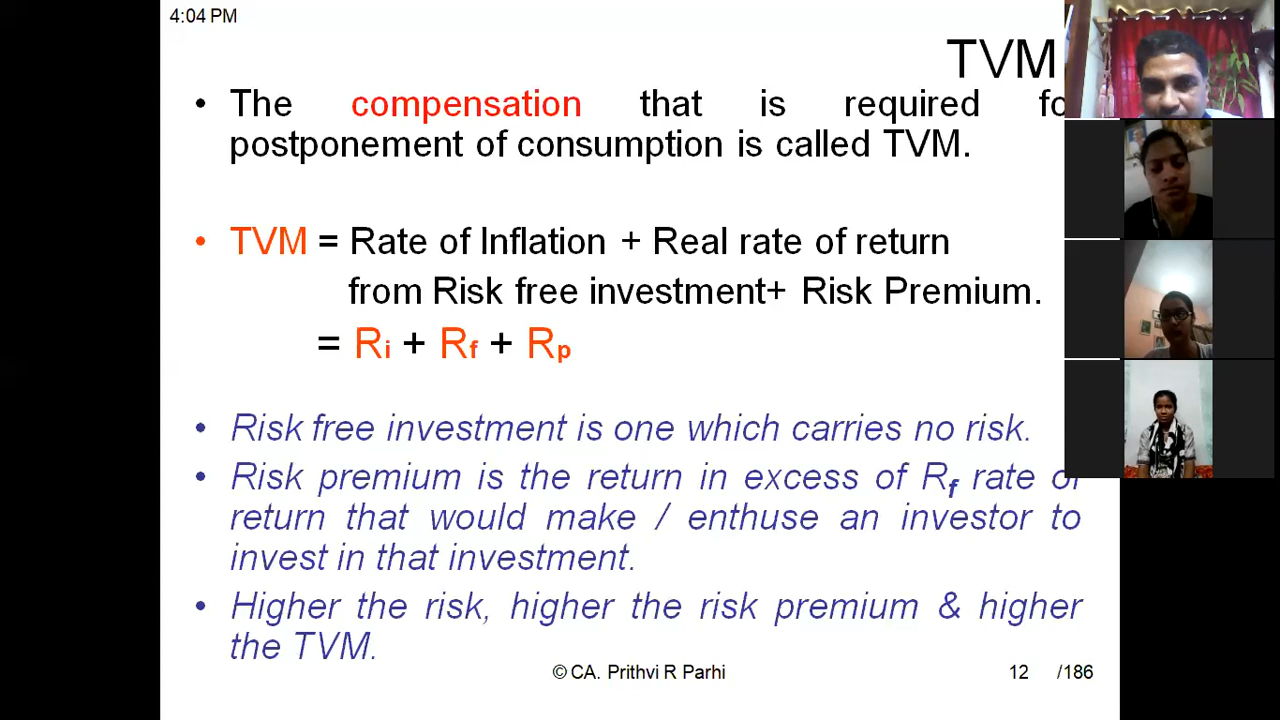 4:04 PM
TVM
• The compensation that is required fo
postponement of consumption is called TVM.
• TVM = Rate of Inflation + Real rate of return
from Risk free investment+ Risk Premium.
= Ri + Rf + Rp
• Risk free investment is one which carries no risk.
• Risk premium is the return in excess of Rf rate of
return that would make / enthuse an investor to
invest in that investment.
• Higher the risk, higher the risk premium & higher
the TVM.
© CA. Prithvi R Parhi 12 /186